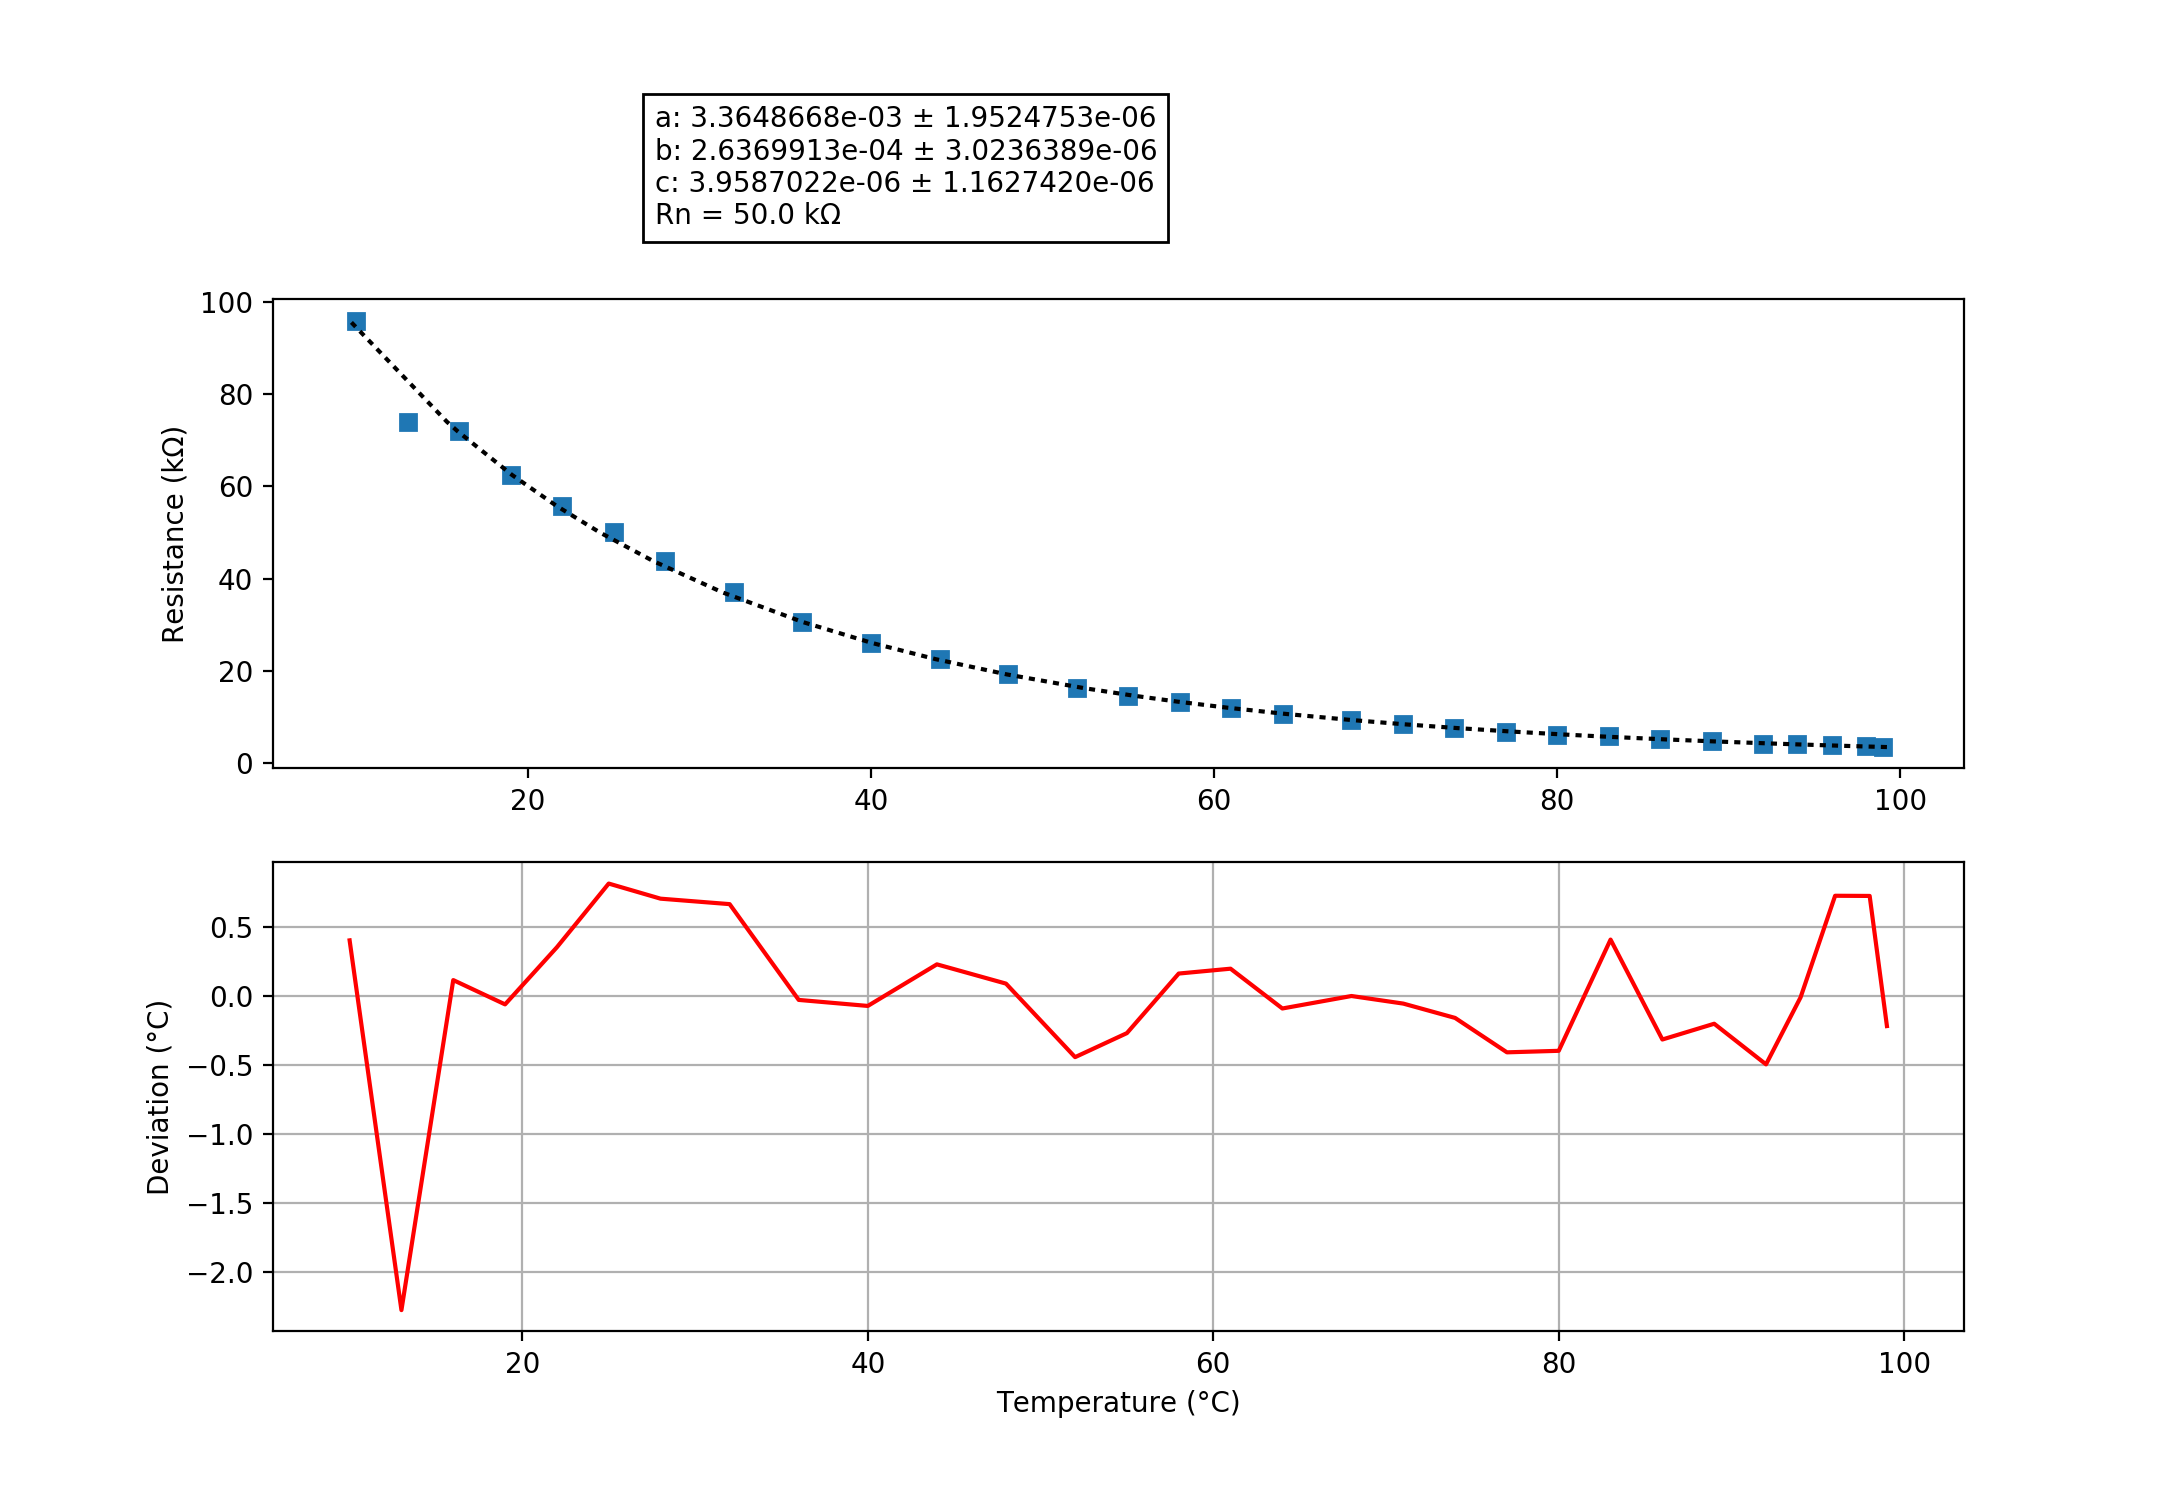 a: 3.3648668e-03 ± 1.9524753e-06
b: 2.6369913e-04 ± 3.0236389e-06
c: 3.9587022e-06 ± 1.1627420e-06
Rn = 50.0 kΩ
Resistance (kΩ)
100
80
60
40
20
0
20 40 60 80 100
Deviation (°C)
0.5
0.0
−0.5
−1.0
−1.5
−2.0
20 40 60 80 100
Temperature (°C)